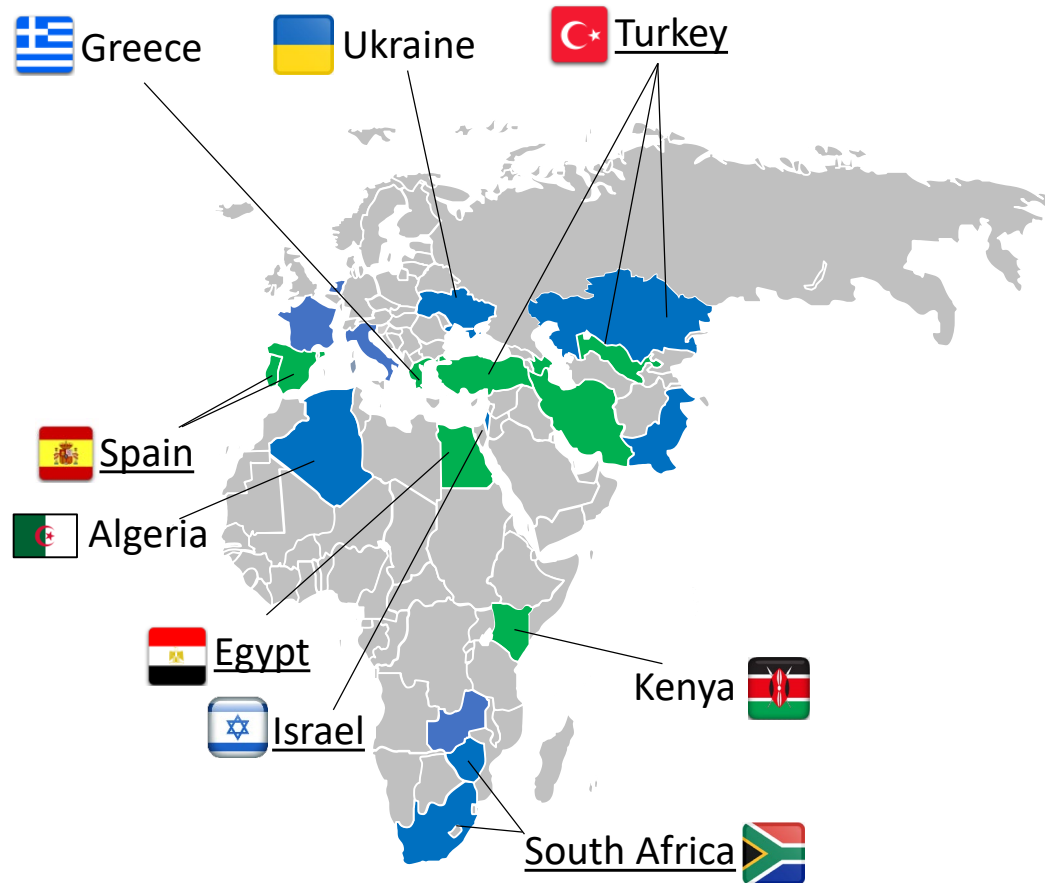 Greece
Ukraine
Turkey
Spain
Algeria
Egypt
Israel
Kenya
South Africa